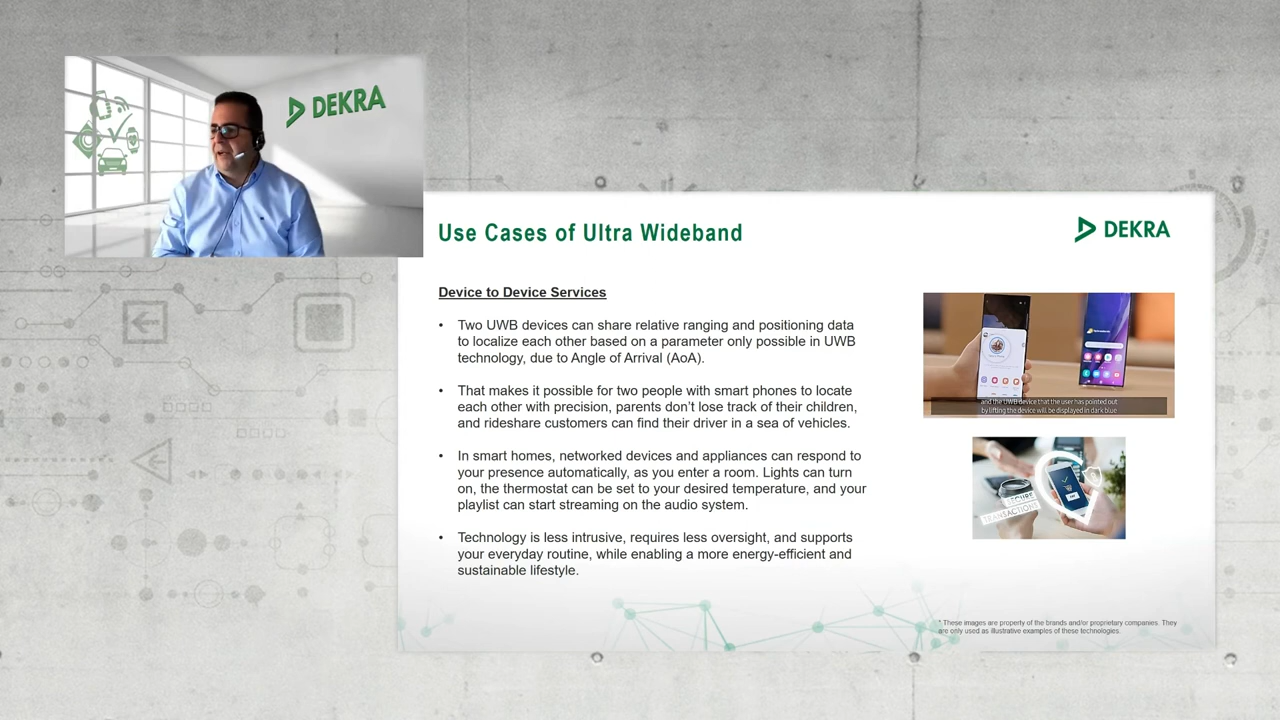 DEKRA
Use Cases of Ultra Wideband
DEKRA
Device to Device Services
• Two UWB devices can share relative ranging and positioning data
to localize each other based on a parameter only possible in UWB
technology, due to Angle of Arrival (AoA).
• That makes it possible for two people with smart phones to locate
each other with precision, parents don’t lose track of their children,
and rideshare customers can find their driver in a sea of vehicles.
• In smart homes, networked devices and appliances can respond to
your presence automatically, as you enter a room. Lights can turn
on, the thermostat can be set to your desired temperature, and your
playlist can start streaming on the audio system.
• Technology is less intrusive, requires less oversight, and supports
your everyday routine, while enabling a more energy-efficient and
sustainable lifestyle.
and the UWB device that the user has pointed out
by lifting the device will be displayed in dark blue
SECURE
TRANSACTIONS
* These images are property of the brands and/or proprietary companies. They
are only used as illustrative examples of these technologies.